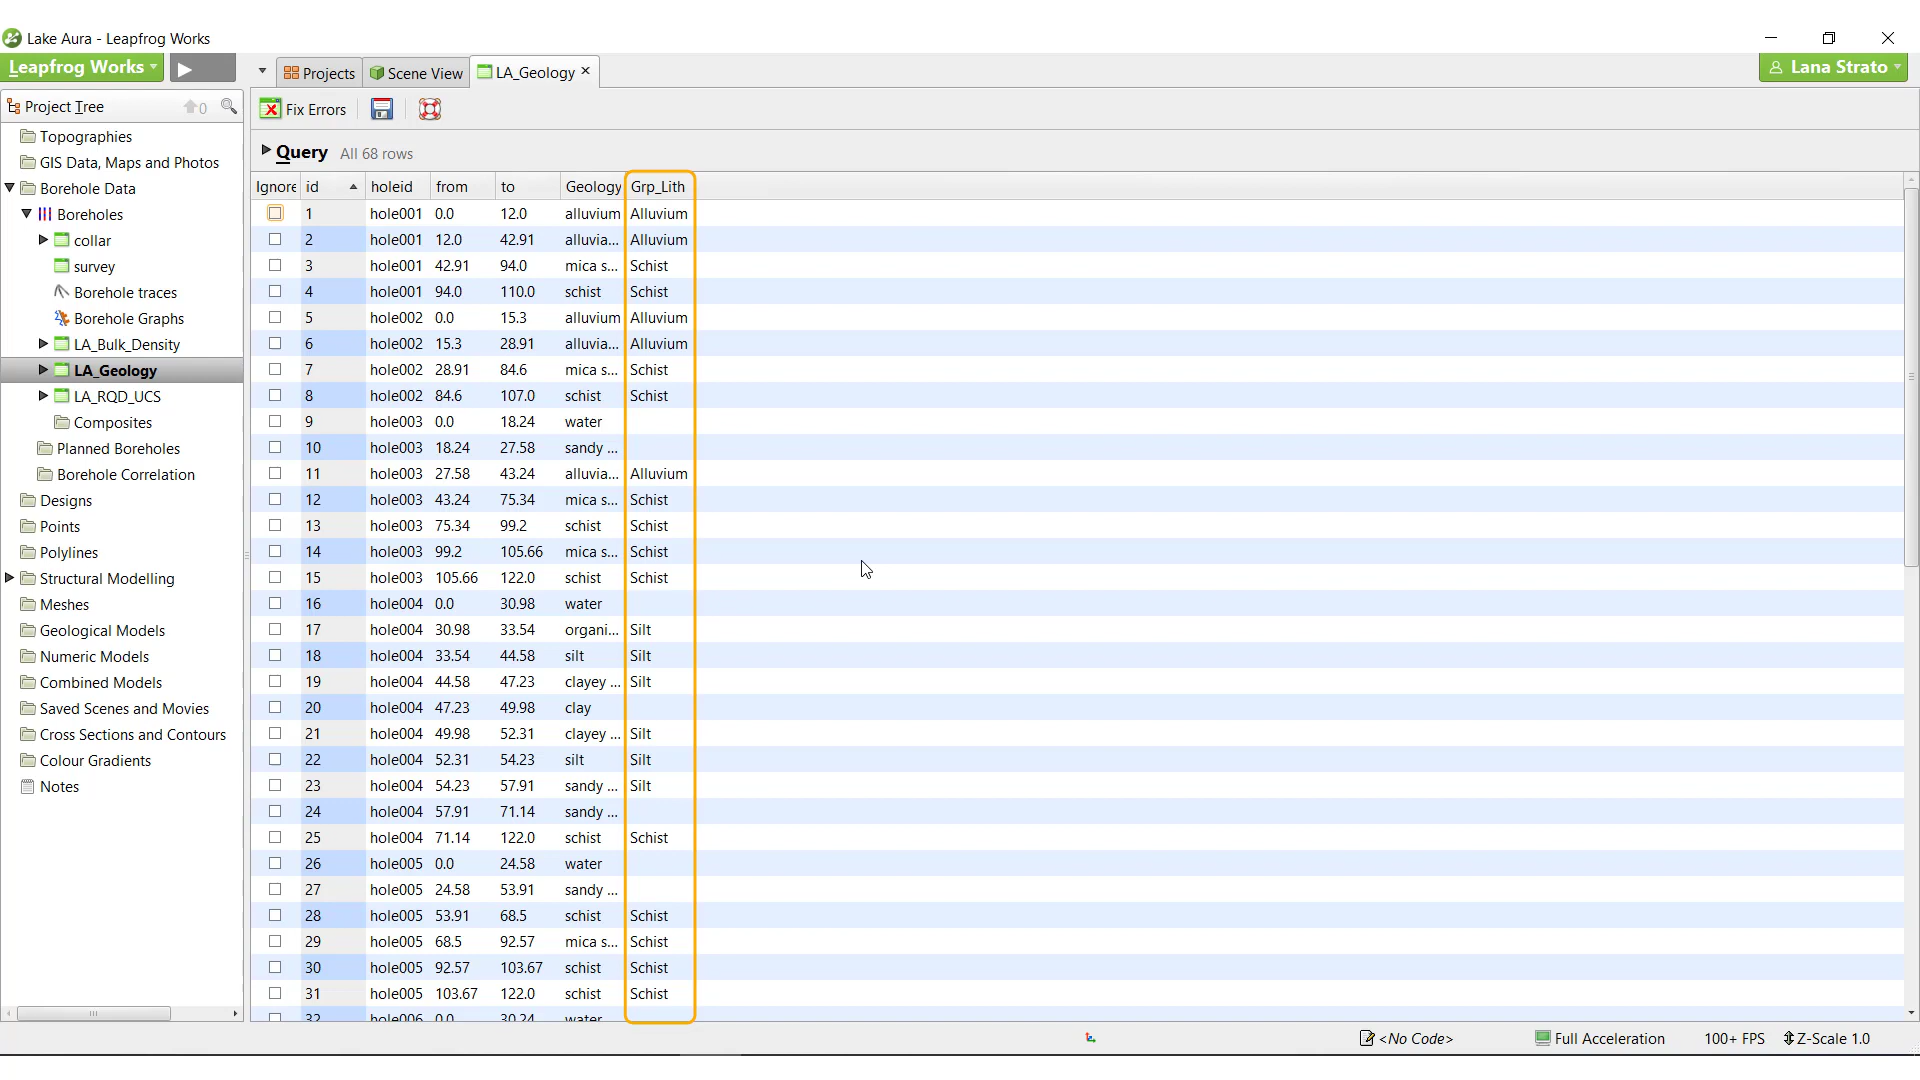 Lake Aura - Leapfrog Works
Leapfrog Works
Projects
Scene View
LA_Geology
Lana Strato
Project Tree
0
Fix Errors
Query All 68 rows
Topographies
GIS Data, Maps and Photos
Borehole Data
Boreholes
collar
survey
Borehole traces
Borehole Graphs
LA_Bulk_Density
LA_Geology
LA_RQD_UCS
Composites
Planned Boreholes
Borehole Correlation
Designs
Points
Polylines
Structural Modelling
Meshes
Geological Models
Numeric Models
Combined Models
Saved Scenes and Movies
Cross Sections and Contours
Colour Gradients
Notes
Ignore id holeid from to Geology Grp_Lith
1 hole001 0.0 12.0 alluvium Alluvium
2 hole001 12.0 42.91 alluvia... Alluvium
3 hole001 42.91 94.0 mica s... Schist
4 hole001 94.0 110.0 schist Schist
5 hole002 0.0 15.3 alluvium Alluvium
6 hole002 15.3 28.91 alluvia... Alluvium
7 hole002 28.91 84.6 mica s... Schist
8 hole002 84.6 107.0 schist Schist
9 hole003 0.0 18.24 water
10 hole003 18.24 27.58 sandy ...
11 hole003 27.58 43.24 alluvia... Alluvium
12 hole003 43.24 75.34 mica s... Schist
13 hole003 75.34 99.2 schist Schist
14 hole003 99.2 105.66 mica s... Schist
15 hole003 105.66 122.0 schist Schist
16 hole004 0.0 30.98 water
17 hole004 30.98 33.54 organi... Silt
18 hole004 33.54 44.58 silt Silt
19 hole004 44.58 47.23 clayey ... Silt
20 hole004 47.23 49.98 clay
21 hole004 49.98 52.31 clayey ... Silt
22 hole004 52.31 54.23 silt Silt
23 hole004 54.23 57.91 sandy ... Silt
24 hole004 57.91 71.14 sandy ...
25 hole004 71.14 122.0 schist Schist
26 hole005 0.0 24.58 water
27 hole005 24.58 53.91 sandy ...
28 hole005 53.91 68.5 schist Schist
29 hole005 68.5 92.57 mica s... Schist
30 hole005 92.57 103.67 schist Schist
31 hole005 103.67 122.0 schist Schist
32 hole006 0.0 30.24 water
<No Code>
Full Acceleration
100+ FPS
Z-Scale 1.0